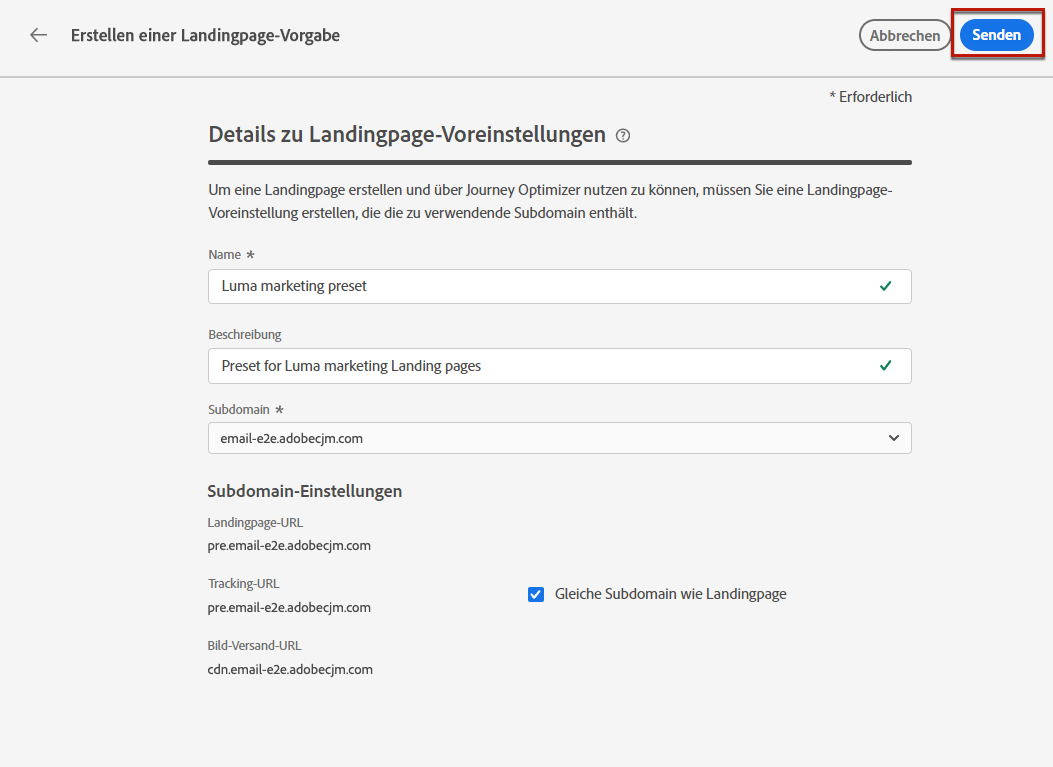 Erstellen einer Landingpage-Vorgabe
Abbrechen
Senden
* Erforderlich
Details zu Landingpage-Voreinstellungen
Um eine Landingpage erstellen und über Journey Optimizer nutzen zu können, müssen Sie eine Landingpage-
Voreinstellung erstellen, die die zu verwendende Subdomain enthält.
Name *
Luma marketing preset
Beschreibung
Preset for Luma marketing Landing pages
Subdomain *
email-e2e.adobecjm.com
Subdomain-Einstellungen
Landingpage-URL
pre.email-e2e.adobecjm.com
Tracking-URL
pre.email-e2e.adobecjm.com
Gleiche Subdomain wie Landingpage
Bild-Versand-URL
cdn.email-e2e.adobecjm.com